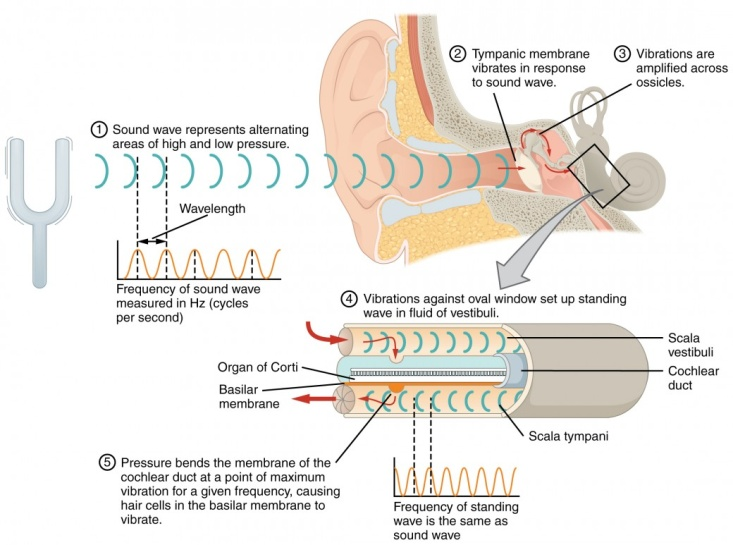 2 Tympanic membrane
vibrates in response
to sound wave.
3 Vibrations are
amplified across
ossicles.
1 Sound wave represents alternating
areas of high and low pressure.
Wavelength
Frequency of sound wave
measured in Hz (cycles
per second)
4 Vibrations against oval window set up standing
wave in fluid of vestibuli.
Scala
vestibuli
Cochlear
duct
Organ of Corti
Basilar
membrane
Scala tympani
5 Pressure bends the membrane of the
cochlear duct at a point of maximum
vibration for a given frequency, causing
hair cells in the basilar membrane to
vibrate.
Frequency of standing
wave is the same as
sound wave